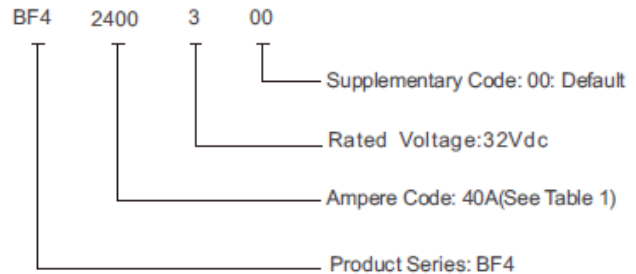 BF4 2400 3 00
Supplementary Code: 00: Default
Rated Voltage:32Vdc
Ampere Code: 40A(See Table 1)
Product Series: BF4